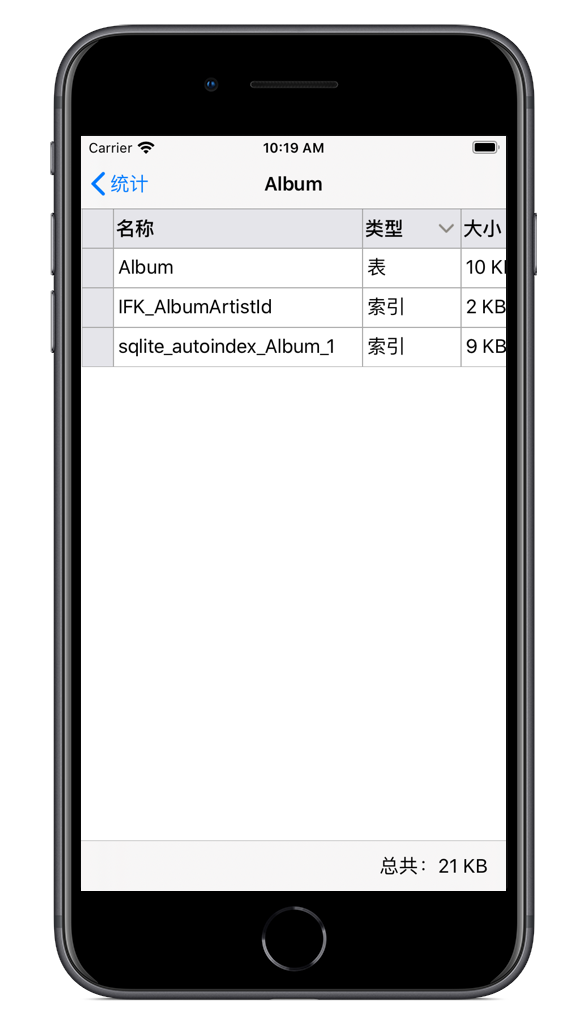 Carrier 10:19 AM
统计 Album
名称 类型 大小
Album 表 10 K
IFK_AlbumArtistId 索引 2 KB
sqlite_autoindex_Album_1 索引 9 KB
总共：21 KB